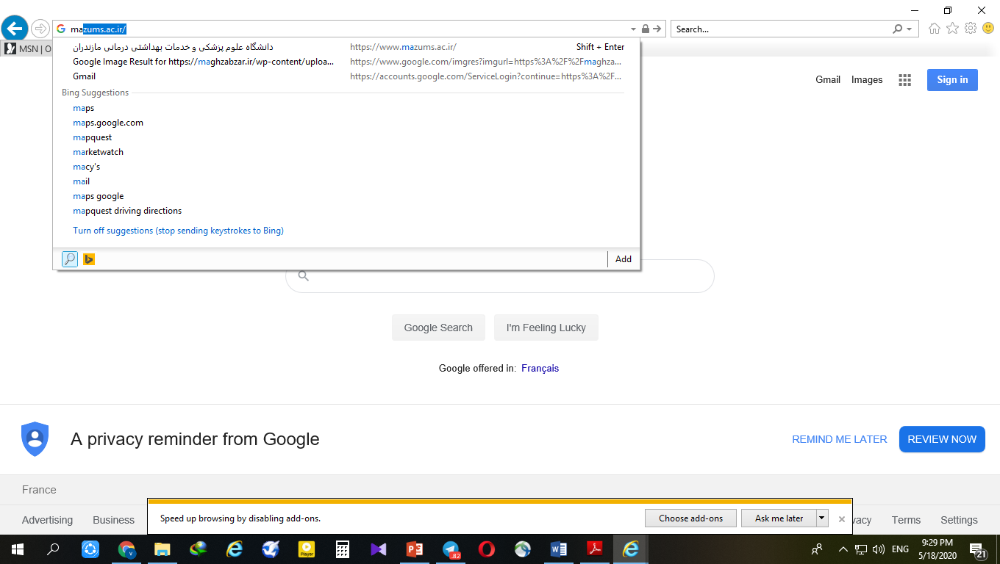 mazums.ac.ir/
Search...
MSN | O
دانشگاه علوم پزشکی و خدمات بهداشتی درمانی مازندران https://www.mazums.ac.ir/ Shift + Enter
Google Image Result for https://maghzabzar.ir/wp-content/uploa... https://www.google.com/imgres?imgurl=https%3A%2F%2Fmaghza...
Gmail https://accounts.google.com/ServiceLogin?continue=https%3A%2F...
Bing Suggestions
maps
maps.google.com
mapquest
marketwatch
macy's
mail
maps google
mapquest driving directions
Turn off suggestions (stop sending keystrokes to Bing)
Add
Gmail Images Sign in
Google Search I'm Feeling Lucky
Google offered in: Français
A privacy reminder from Google REMIND ME LATER REVIEW NOW
France
Advertising Business vacy Terms Settings
Speed up browsing by disabling add-ons. Choose add-ons Ask me later
Player
.82
ENG
9:29 PM
5/18/2020
21